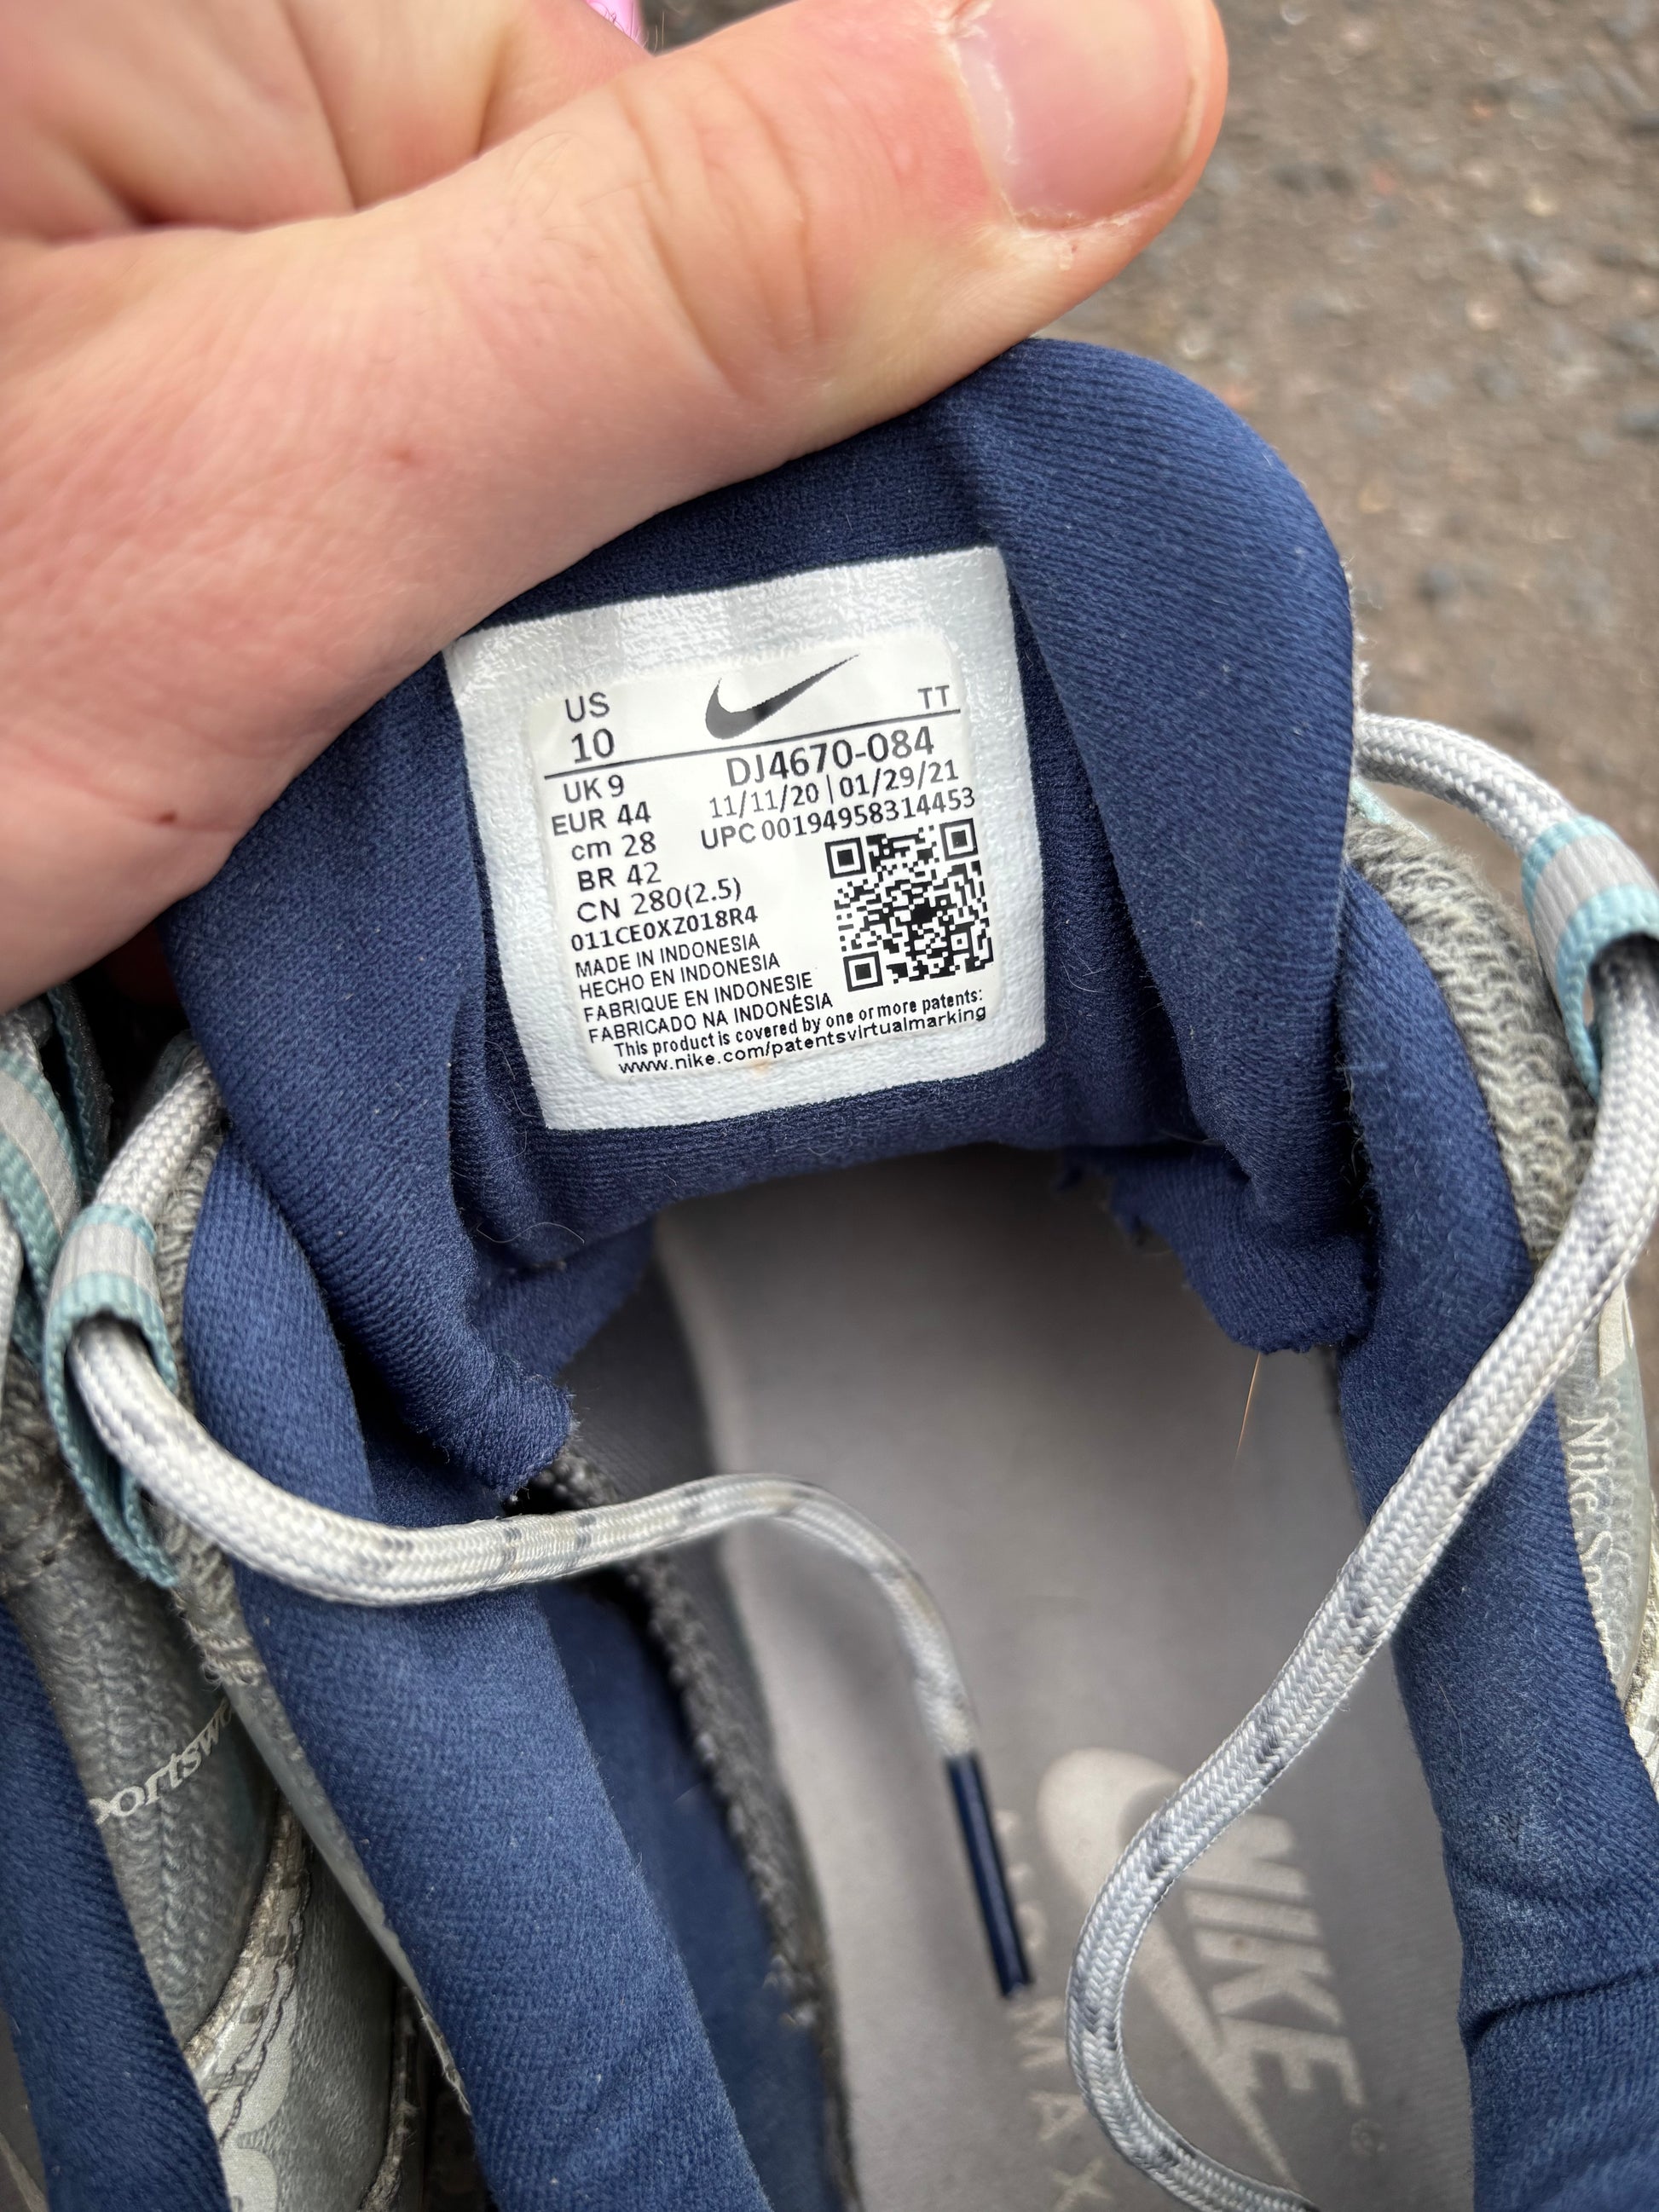 US
10
TT
UK 9
EUR 44
cm 28
BR 42
CN 280(2.5)
DJ4670-084
11/11/20 | 01/29/21
UPC 00194958314453
011CE0XZ018R4
MADE IN INDONESIA
HECHO EN INDONESIA
FABRIQUE EN INDONESIE
FABRICADO NA INDONÉSIA
This product is covered by one or more patents:
www.nike.com/patentsvirtualmarking
Nike
NIKE
MAX